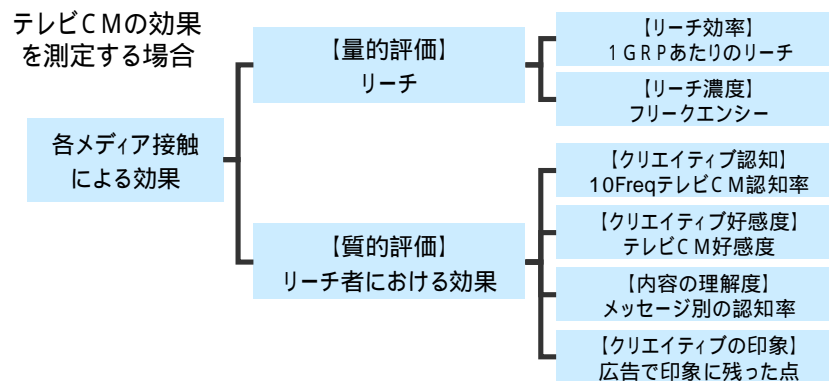 テレビCMの効果
を測定する場合
各メディア接触
による効果
【量的評価】
リーチ
【質的評価】
リーチ者における効果
【リーチ効率】
1GRPあたりのリーチ
【リーチ濃度】
フリークエンシー
【クリエイティブ認知】
10FreqテレビCM認知率
【クリエイティブ好感度】
テレビCM好感度
【内容の理解度】
メッセージ別の認知率
【クリエイティブの印象】
広告で印象に残った点